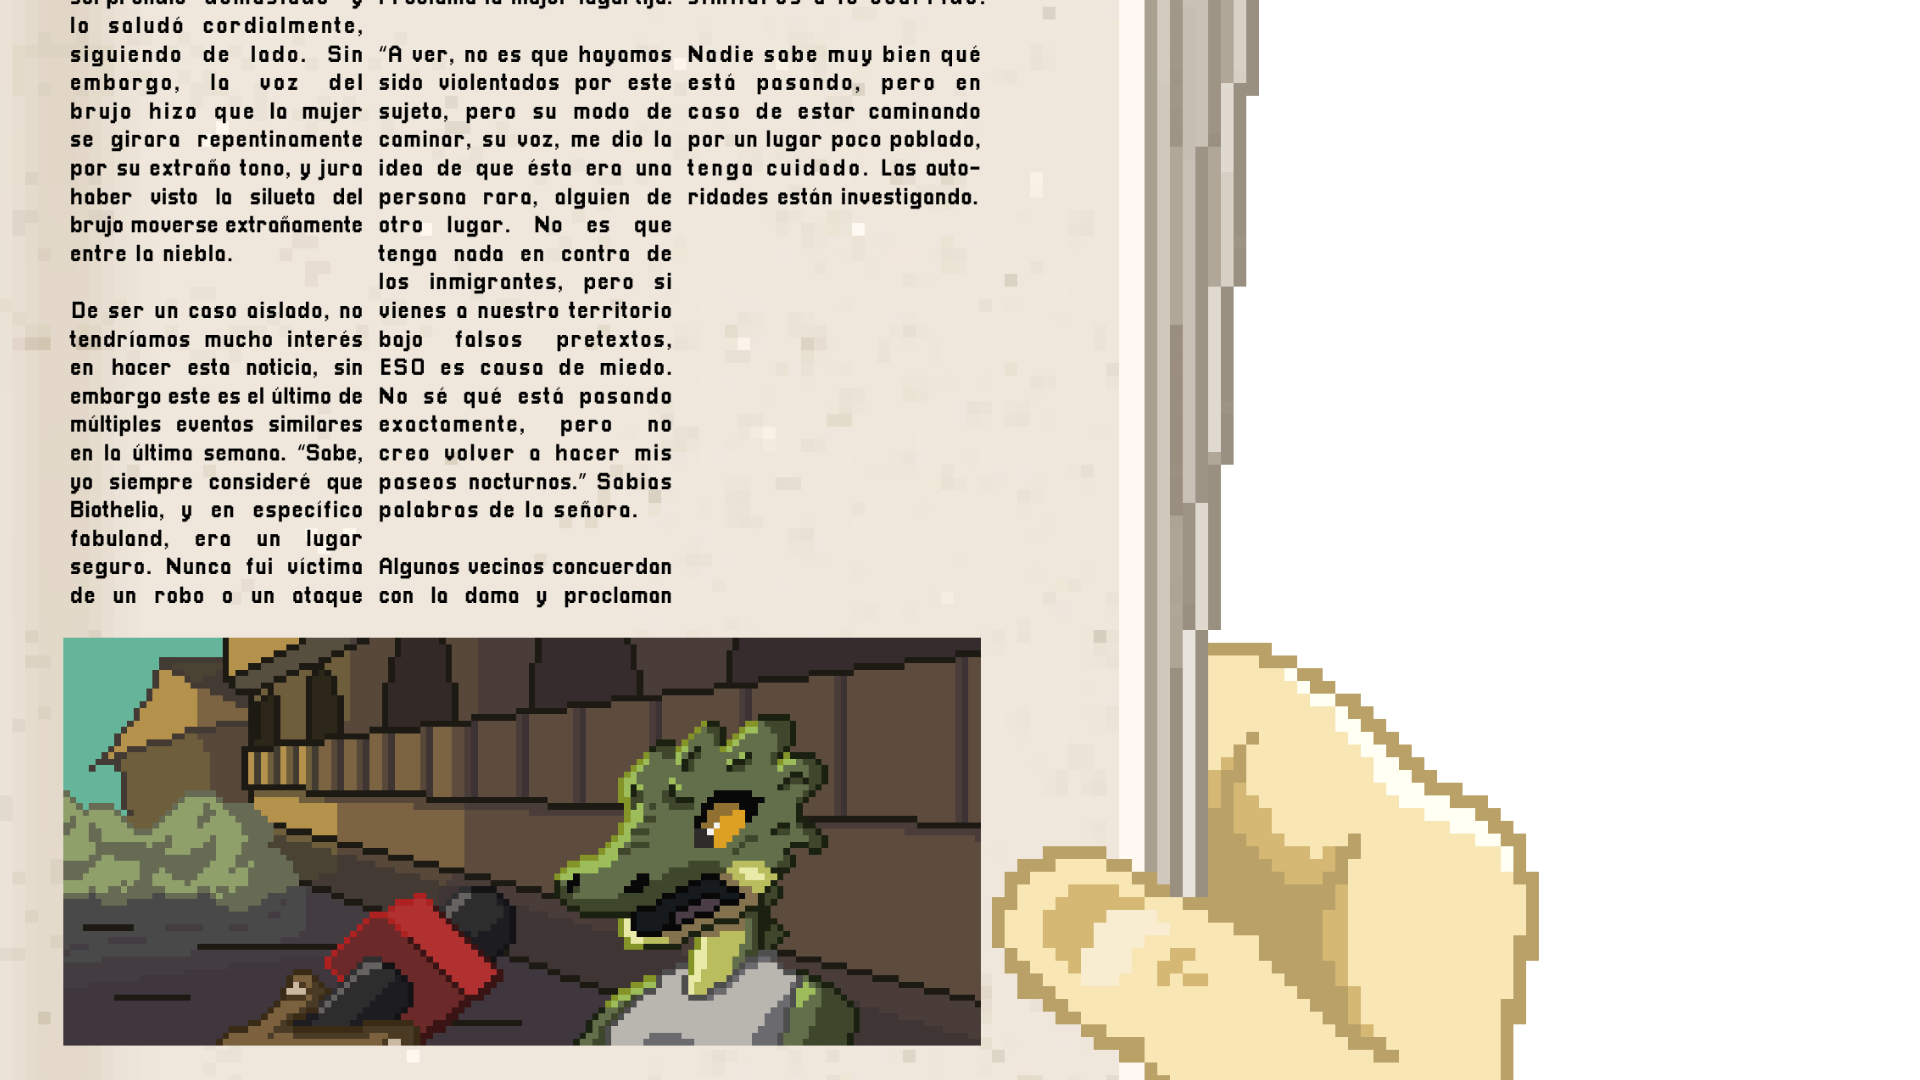 lo saludó cordialmente,
siguiendo de lado. Sin
embargo, la voz del
brujo hizo que la mujer
se girara repentinamente
por su extraño tono, y jura
haber visto la silueta del
brujo moverse extrañamente
entre la niebla.
De ser un caso aislado, no
tendríamos mucho interés
en hacer esta noticia, sin
embargo este es el último de
múltiples eventos similares
en la última semana. "Sabe,
yo siempre consideré que
Biothelia, y en específico
fabuland, era un lugar
seguro. Nunca fui víctima
de un robo o un ataque
proclama la mujer lagartija.
"A ver, no es que hayamos
sido violentados por este
sujeto, pero su modo de
caminar, su voz, me dio la
idea de que ésta era una
persona rara, alguien de
otro lugar. No es que
tenga nada en contra de
los inmigrantes, pero si
vienes a nuestro territorio
bajo falsos pretextos,
ESO es causa de miedo.
No sé qué está pasando
exactamente, pero no
creo volver a hacer mis
paseos nocturnos." Sabias
palabras de la señora.
Algunos vecinos concuerdan
con la dama y proclaman
similares a lo ocurrido.
Nadie sabe muy bien qué
está pasando, pero en
caso de estar caminando
por un lugar poco poblado,
tenga cuidado. Las auto-
ridades están investigando.